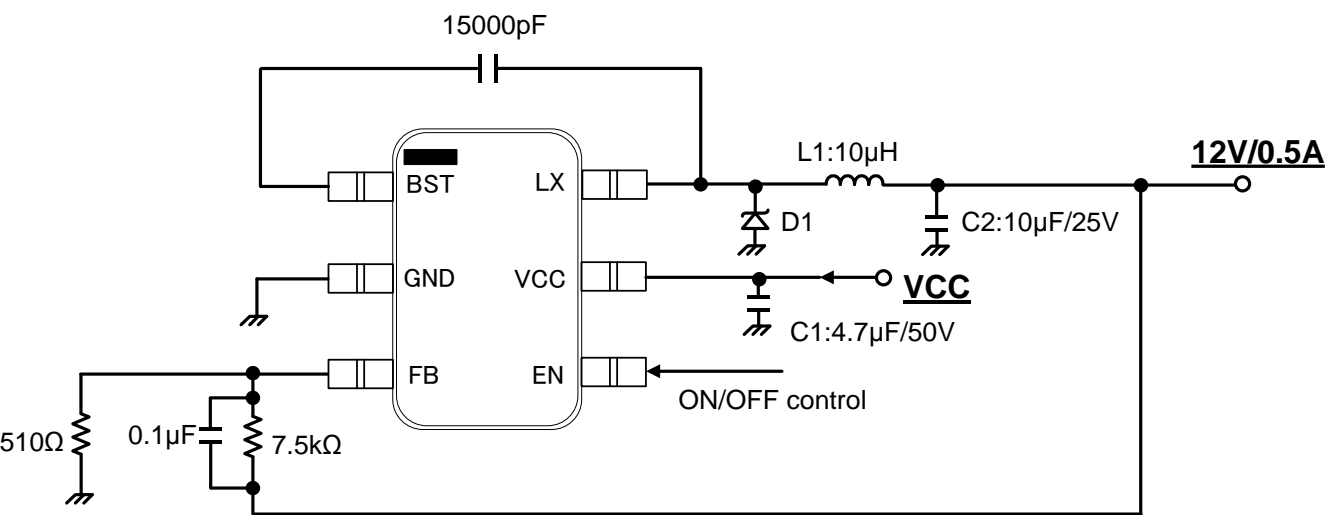 15000pF
L1:10µH
12V/0.5A
BST
LX
D1
C2:10µF/25V
GND
VCC
VCC
C1:4.7µF/50V
FB
EN
ON/OFF control
510Ω
0.1µF
7.5kΩ